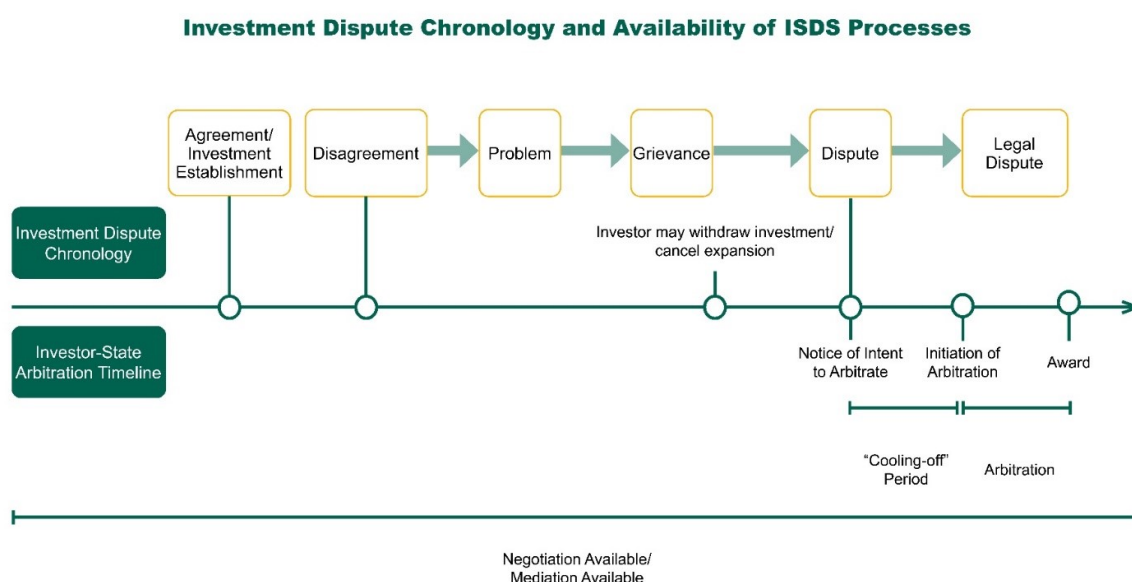 Investment Dispute Chronology and Availability of ISDS Processes
Agreement/
Investment
Establishment
Disagreement
Problem
Grievance
Dispute
Legal
Dispute
Investment Dispute
Chronology
Investor may withdraw investment/
cancel expansion
Investor-State
Arbitration Timeline
Notice of Intent
to Arbitrate
Initiation of
Arbitration
Award
“Cooling-off”
Period
Arbitration
Negotiation Available/
Mediation Available